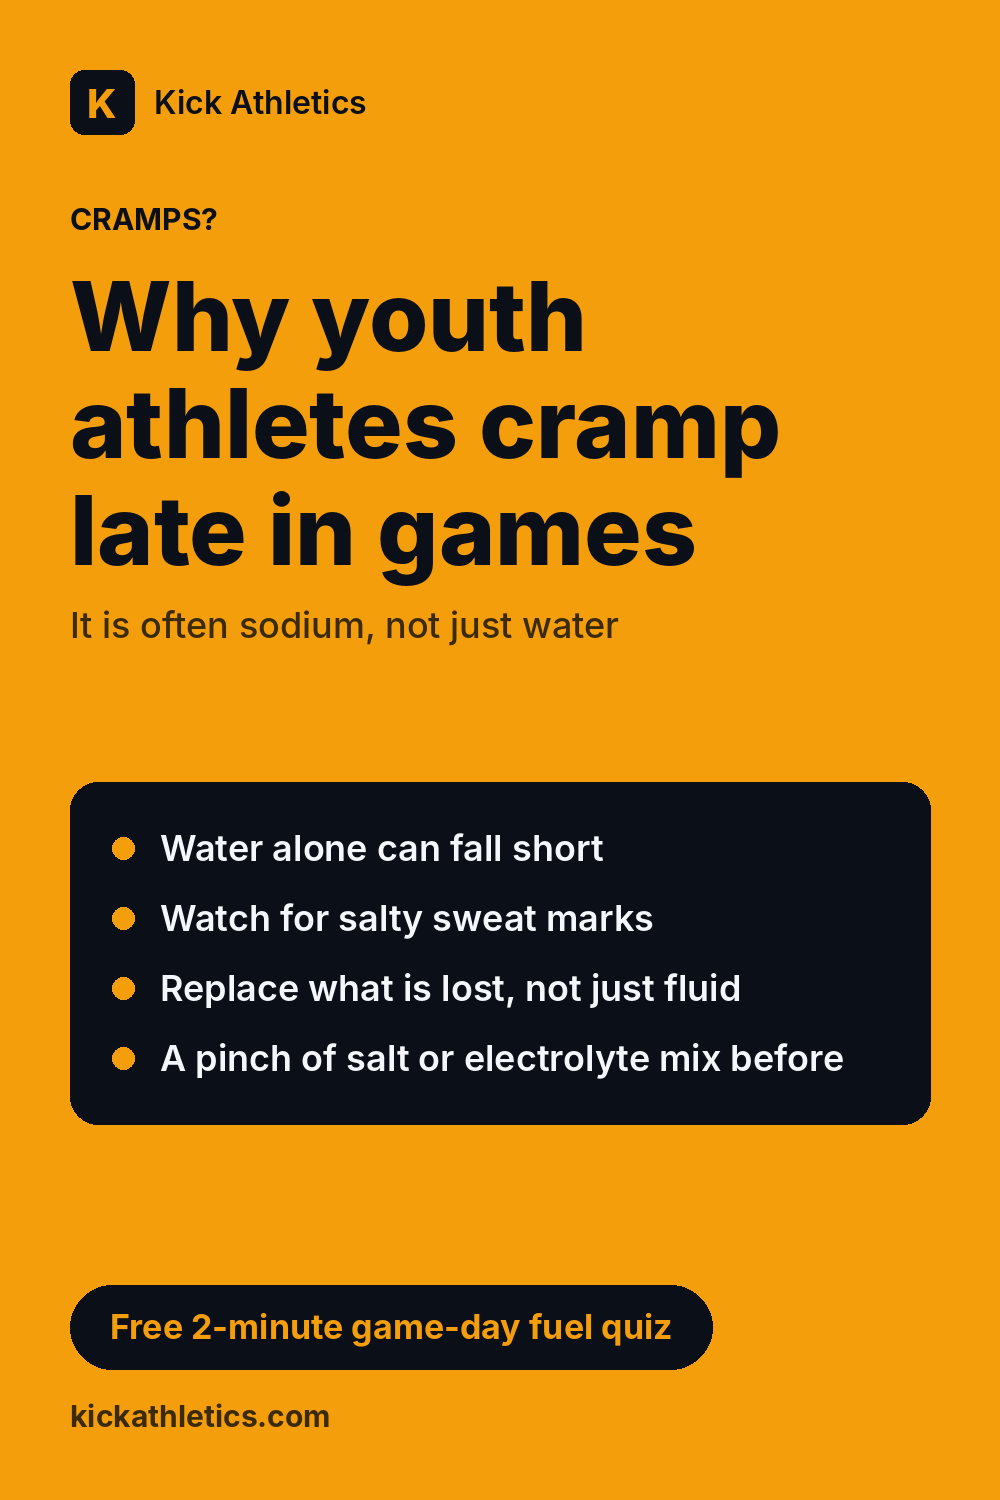 K
Kick Athletics
CRAMPS?
Why youth
athletes cramp
late in games
It is often sodium, not just water
Water alone can fall short
Watch for salty sweat marks
Replace what is lost, not just fluid
A pinch of salt or electrolyte mix before
Free 2-minute game-day fuel quiz
kickathletics.com